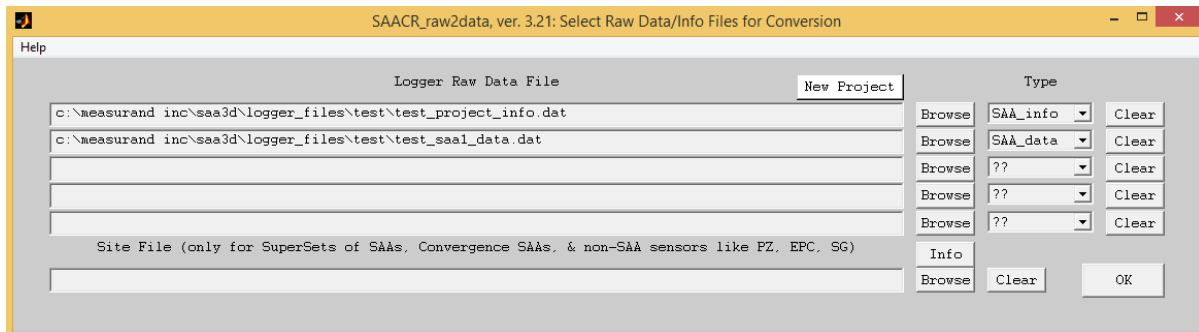 SAACR_raw2data, ver. 3.21: Select Raw Data/Info Files for Conversion
Help
Logger Raw Data File New Project Type
c:\measurand inc\saa3d\logger_files\test\test_project_info.dat Browse SAA_info Clear
c:\measurand inc\saa3d\logger_files\test\test_saa1_data.dat Browse SAA_data Clear
Browse ?? Clear
Browse ?? Clear
Browse ?? Clear
Site File (only for SuperSets of SAAs, Convergence SAAs, & non-SAA sensors like PZ, EPC, SG) Info
Browse Clear OK